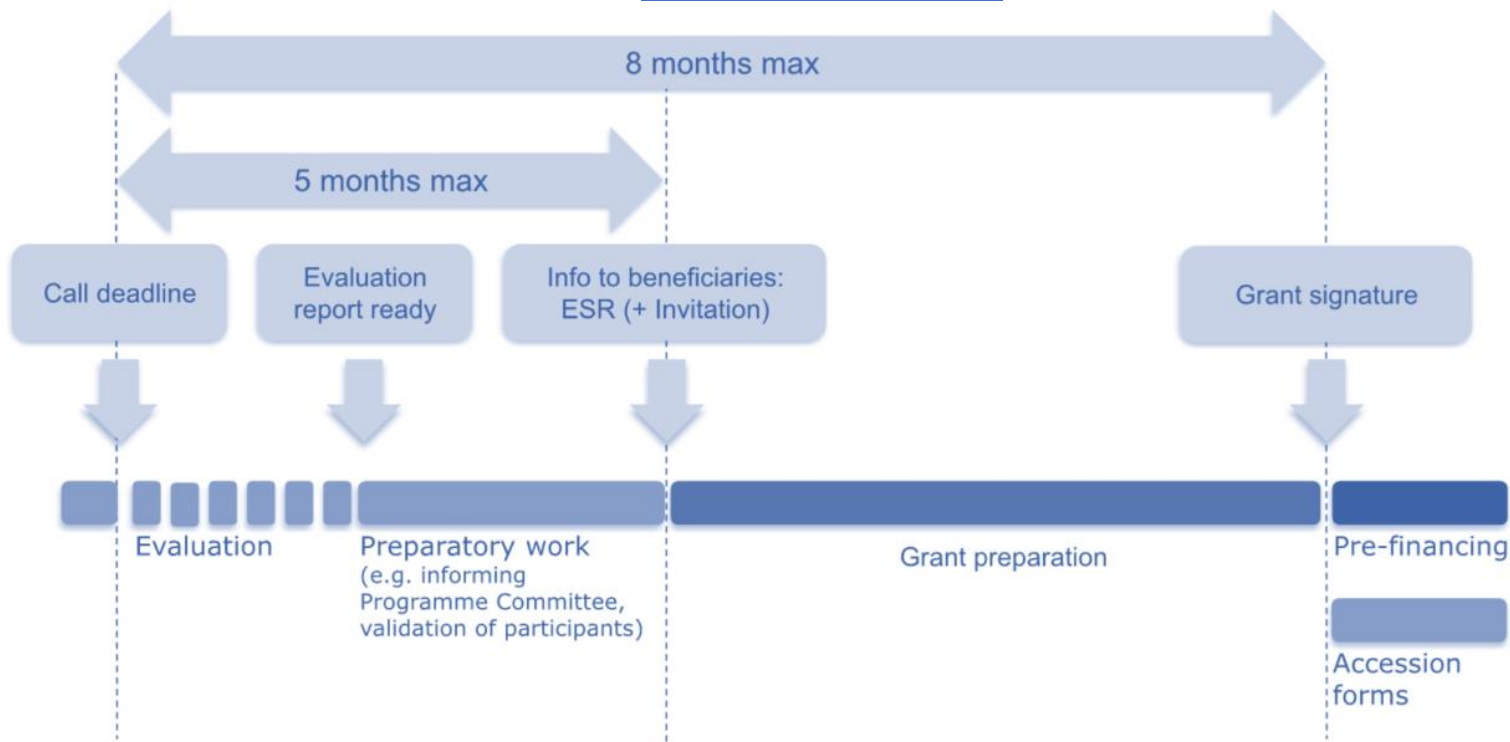 8 months max
5 months max
Call deadline
Evaluation
report ready
Info to beneficiaries:
ESR (+ Invitation)
Grant signature
Evaluation
Preparatory work
(e.g. informing
Programme Committee,
validation of participants)
Grant preparation
Pre-financing
Accession
forms